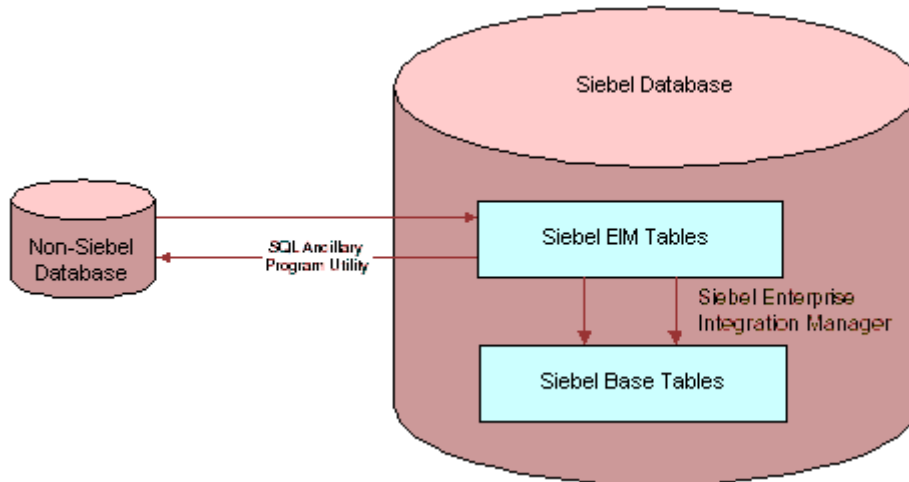 Siebel Database
Non-Siebel
Database
SQL Ancillary
Program Utility
Siebel EIM Tables
Siebel Enterprise
Integration Manager
Siebel Base Tables